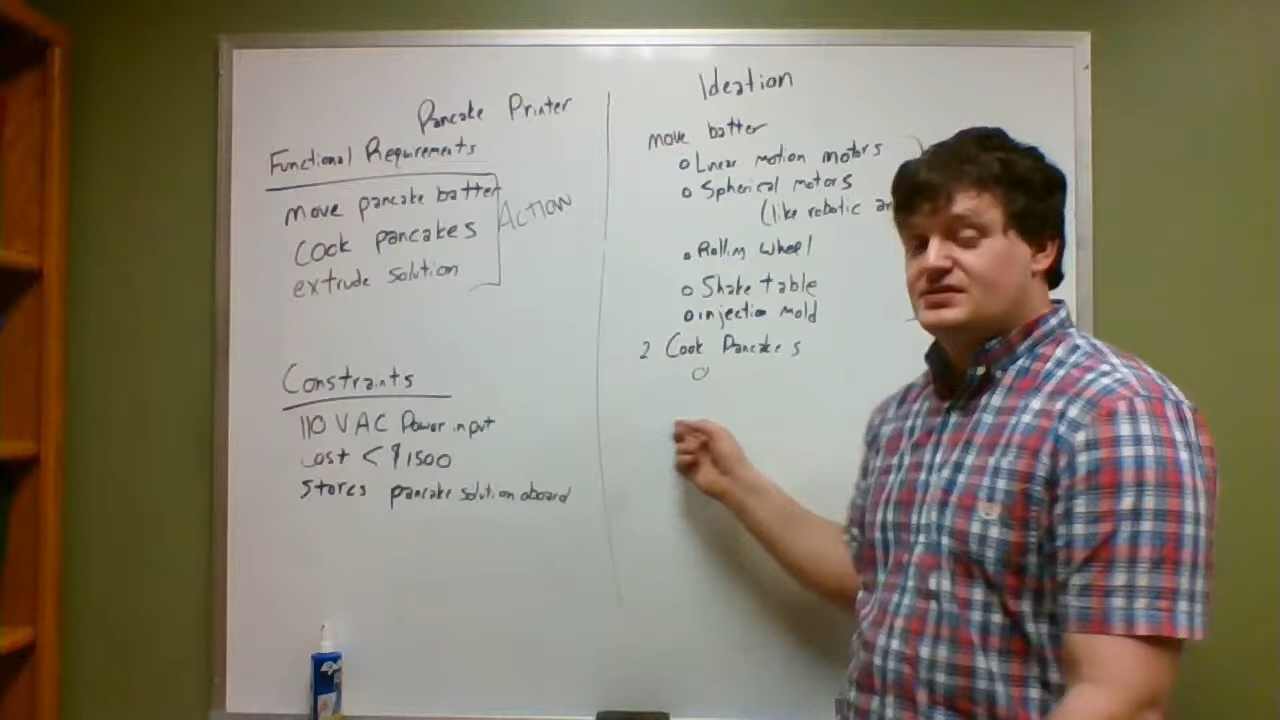 Pancake Printer
Functional Requirements
move pancake batter
Cook pancakes
extrude solution
ACTION
Constraints
110 VAC Power input
Cost < $1500
Stores pancake solution aboard
Ideation
move batter
o Linear motion motors
o Spherical motors
(like robotic ar
o Rolling wheel
o Shake table
o injection mold
2 Cook Pancakes
o